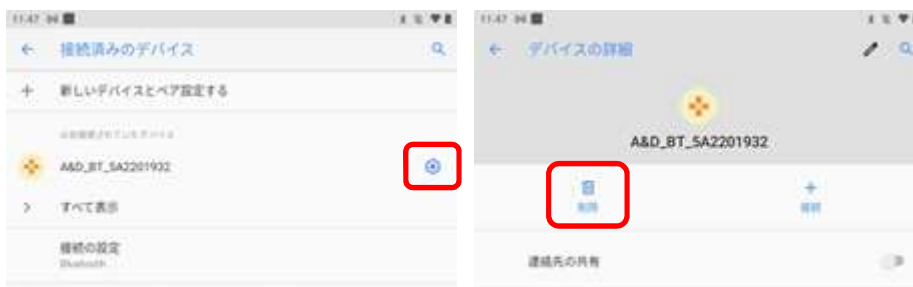 11:47
接続済みのデバイス
新しいデバイスとペア設定する
A&D_BT_5A2201932
すべて表示
接続の設定
Bluetooth
11:47
デバイスの詳細
A&D_BT_5A2201932
削除
接続
連絡先の共有